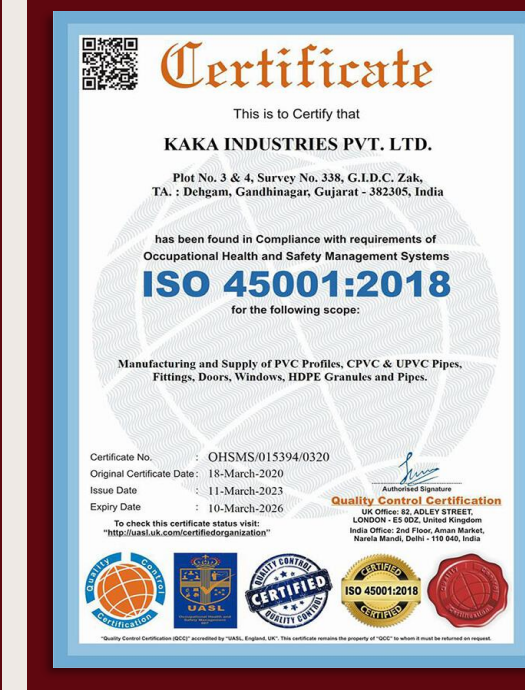 Certificate
This is to Certify that
KAKA INDUSTRIES PVT. LTD.
Plot No. 3 & 4, Survey No. 338, G.I.D.C. Zak,
TA. : Dehgam, Gandhinagar, Gujarat - 382305, India
has been found in Compliance with requirements of
Occupational Health and Safety Management Systems
ISO 45001:2018
for the following scope:
Manufacturing and Supply of PVC Profiles, CPVC & UPVC Pipes,
Fittings, Doors, Windows, HDPE Granules and Pipes.
Certificate No. : OHSMS/015394/0320
Original Certificate Date : 18-March-2020
Issue Date : 11-March-2023
Expiry Date : 10-March-2026
To check this certificate status visit:
"http://uasl.uk.com/certifiedorganization"
Authorised Signature
Quality Control Certification
UK Office: 82, ADLEY STREET,
LONDON - E5 0DZ, United Kingdom
India Office: 2nd Floor, Aman Market,
Narela Mandi, Delhi - 110 040, India
Quality Control
Certification
UASL
Occupational Health and
Safety Management
QUALITY CONTROL
CERTIFIED
QUALITY CONTROL
CERTIFIED
ISO 45001:2018
CERTIFIED
"Quality Control Certification (QCC)" accredited by "UASL, England, UK". This certificate remains the property of "QCC" to whom it must be returned on request.